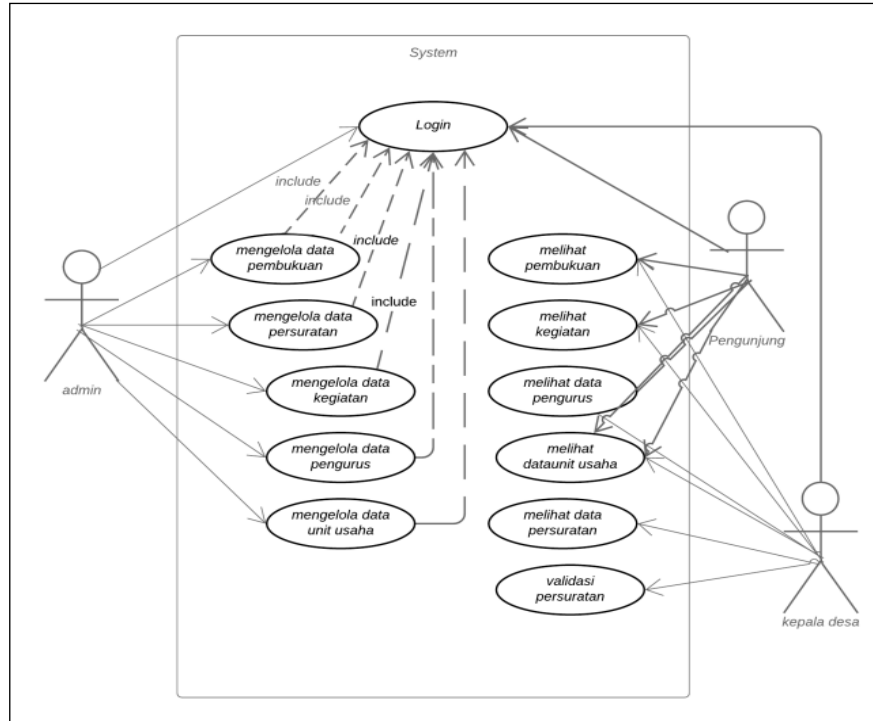 System
Login
include
include
include
include
mengelola data
pembukuan
mengelola data
persuratan
mengelola data
kegiatan
mengelola data
pengurus
mengelola data
unit usaha
melihat
pembukuan
melihat
kegiatan
melihat data
pengurus
melihat
dataunit usaha
melihat data
persuratan
validasi
persuratan
admin
Pengunjung
kepala desa